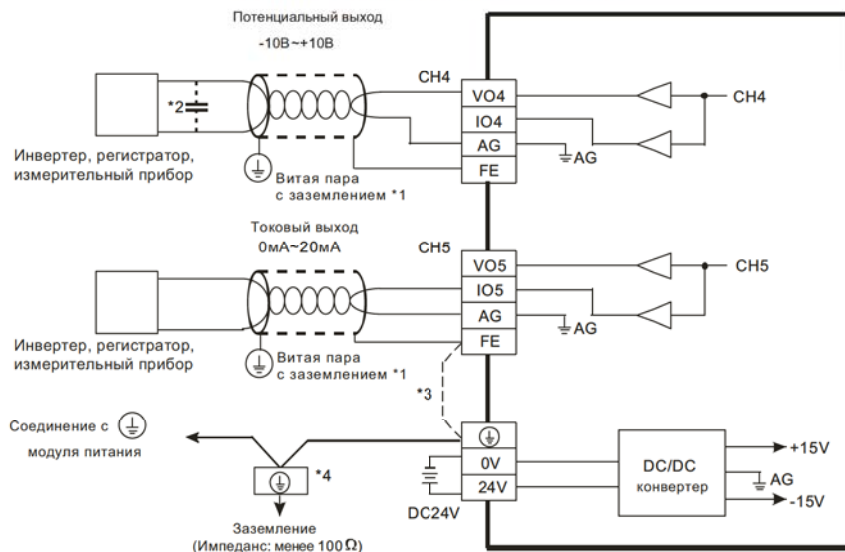 Потенциальный выход
-10В~+10В
CH4
*2
VO4
IO4
AG
FE
CH4
AG
Инвертер, регистратор,
измерительный прибор
Витая пара
с заземлением *1
Токовый выход
0мА~20мА
CH5
VO5
IO5
AG
FE
CH5
AG
Инвертер, регистратор,
измерительный прибор
Витая пара
с заземлением *1
*3
Соединение с
модуля питания
*4
0V
24V
DC24V
DC/DC
конвертер
+15V
AG
-15V
Заземление
(Импеданс: менее 100Ω)